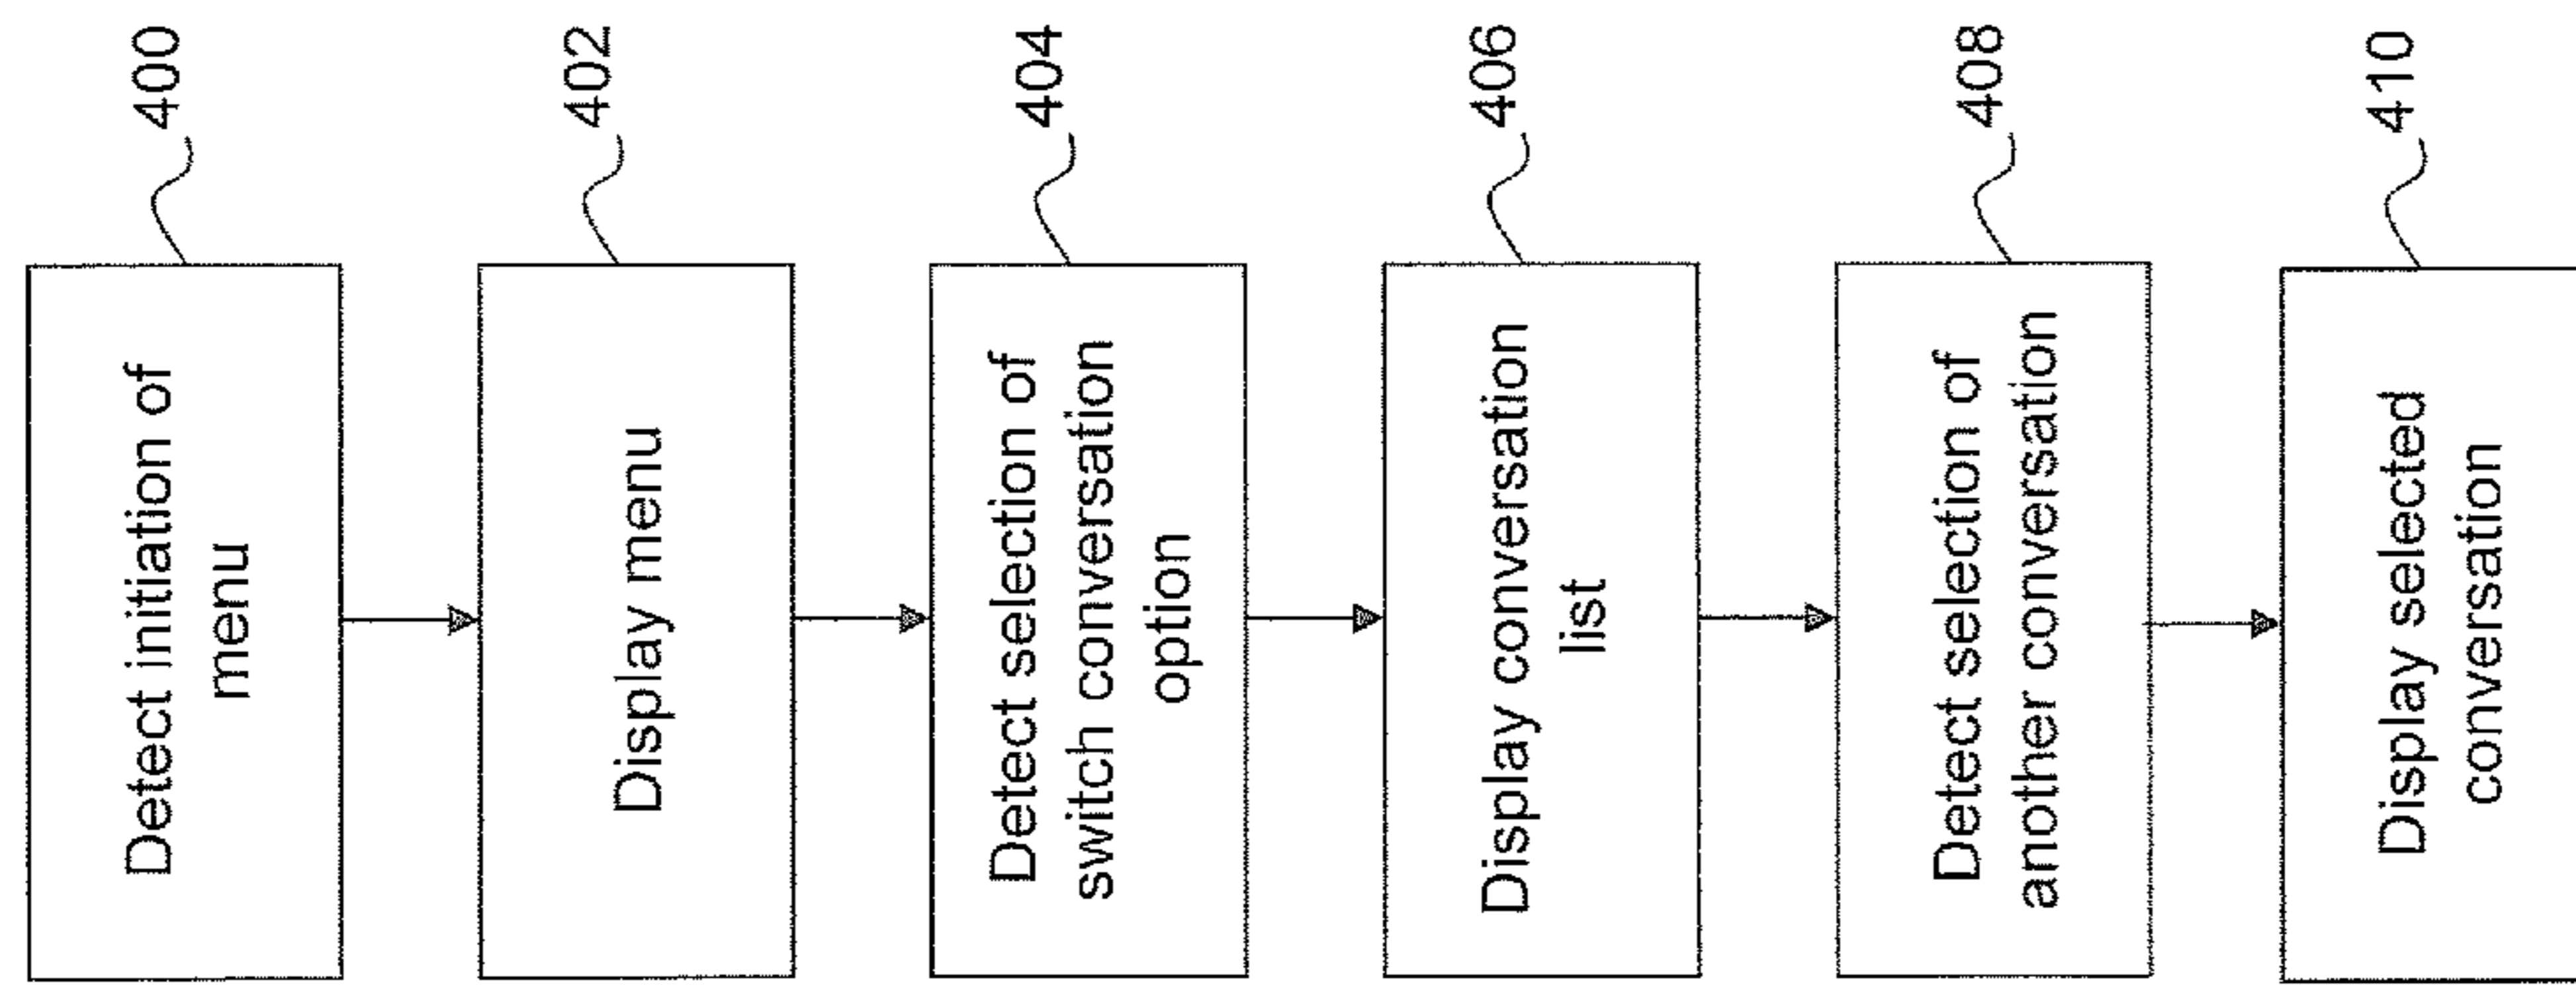 Detect initiation of
menu
400
Display menu
402
Detect selection of
switch conversation
option
404
Display conversation
list
406
Detect selection of
another conversation
408
Display selected
conversation
410